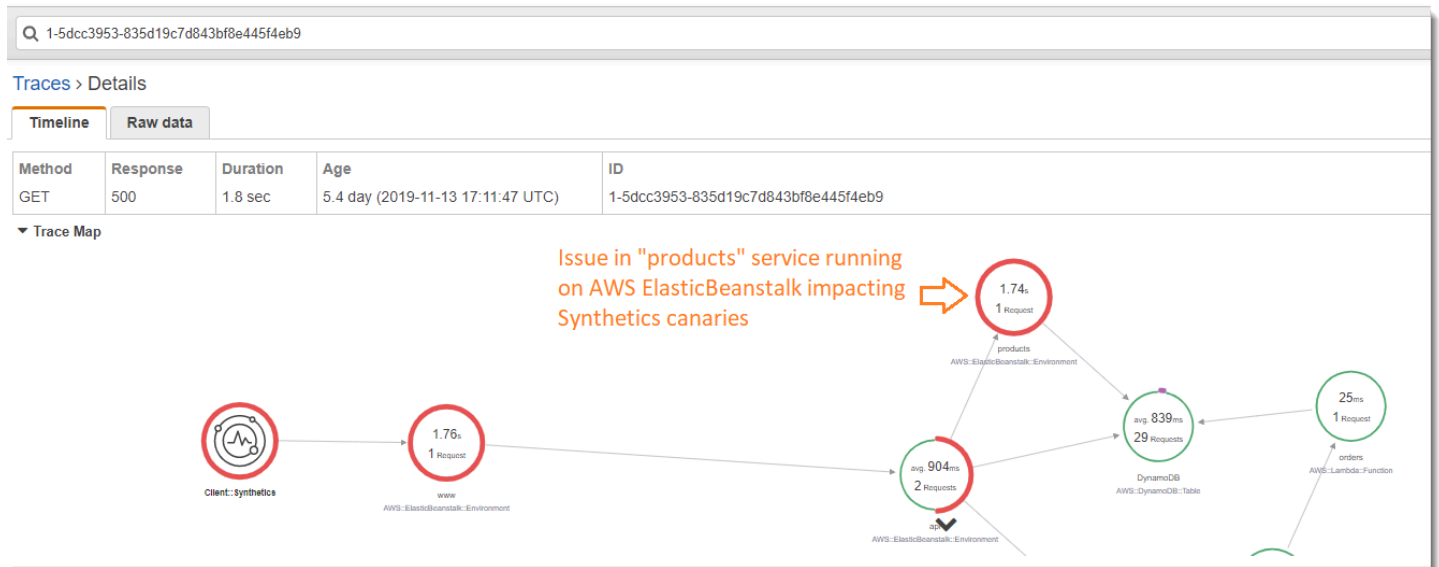 1-5dcc3953-835d19c7d843bf8e445f4eb9
Traces > Details
Timeline Raw data
Method Response Duration Age ID
GET 500 1.8 sec 5.4 day (2019-11-13 17:11:47 UTC) 1-5dcc3953-835d19c7d843bf8e445f4eb9
Trace Map
Issue in "products" service running
on AWS ElasticBeanstalk impacting
Synthetics canaries
1.74s
1 Request
products
AWS::ElasticBeanstalk::Environment
Client::Synthetics
1.76s
1 Request
www
AWS::ElasticBeanstalk::Environment
avg. 904ms
2 Requests
AWS::ElasticBeanstalk::Environment
avg. 839ms
29 Requests
DynamoDB
AWS::DynamoDB::Table
25ms
1 Request
orders
AWS::Lambda::Function